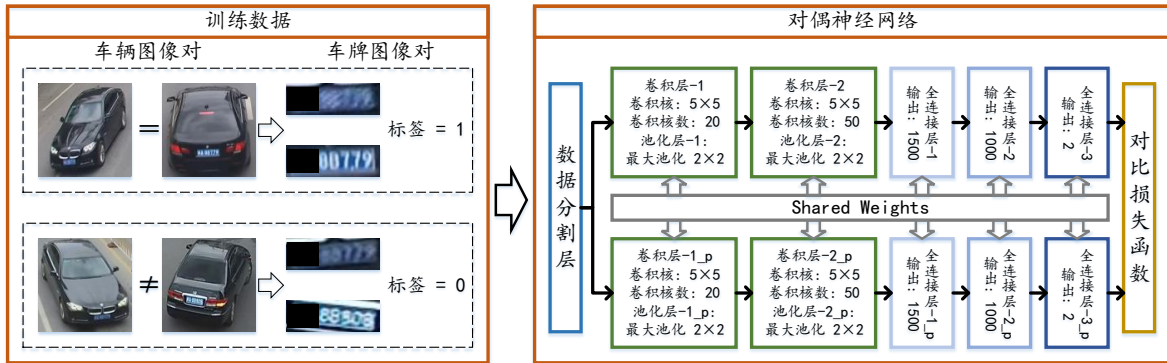 训练数据
车辆图像对
车牌图像对
=
标签 = 1
00779
≠
标签 = 0
88808
对偶神经网络
数据分割层
卷积层-1
卷积核: 5×5
卷积核数: 20
池化层-1:
最大池化 2×2
卷积层-2
卷积核: 5×5
卷积核数: 50
池化层-2:
最大池化 2×2
全连接层-1
输出: 1500
全连接层-2
输出: 1000
全连接层-3
输出: 2
Shared Weights
卷积层-1_p
卷积核: 5×5
卷积核数: 20
池化层-1_p:
最大池化 2×2
卷积层-2_p
卷积核: 5×5
卷积核数: 50
池化层-2_p:
最大池化 2×2
全连接层-1_p
输出: 1500
全连接层-2_p
输出: 1000
全连接层-3_p
输出: 2
对比损失函数